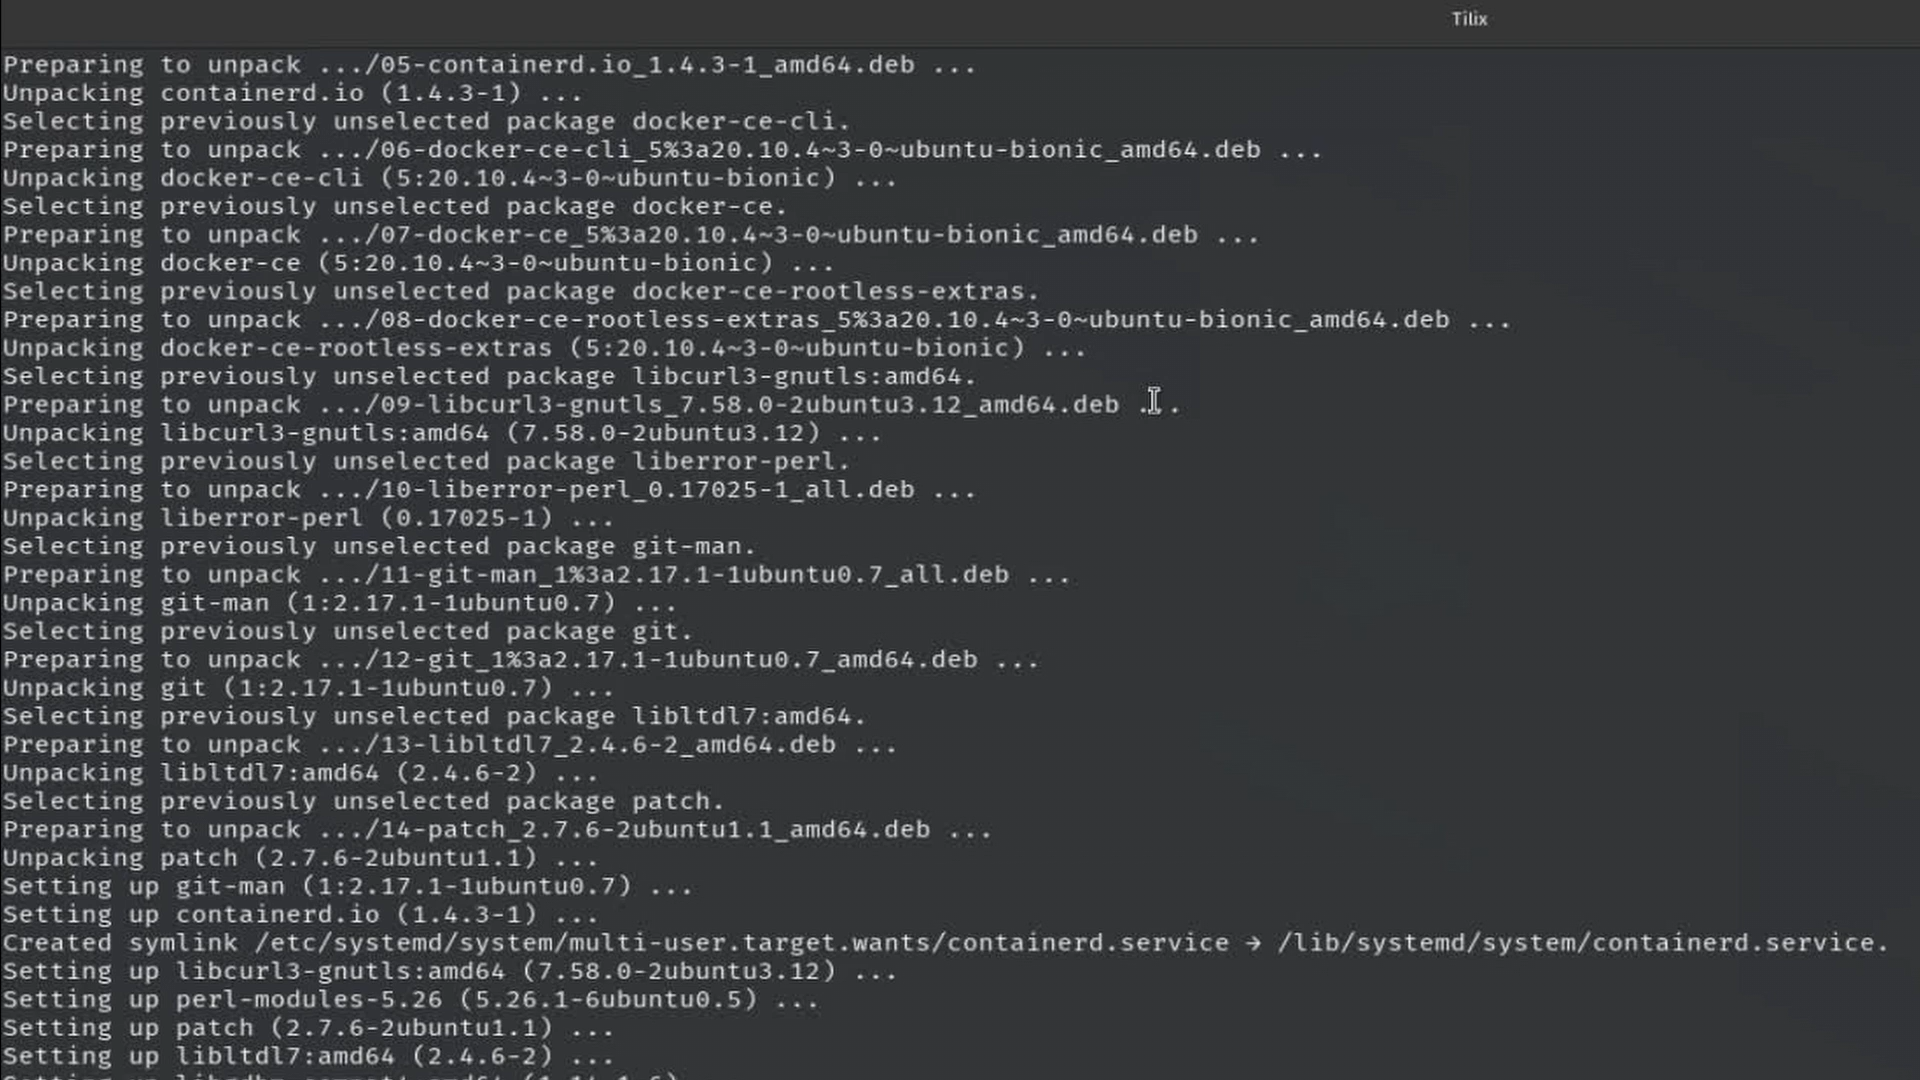 Tilix
Preparing to unpack .../05-containerd.io_1.4.3-1_amd64.deb ...
Unpacking containerd.io (1.4.3-1) ...
Selecting previously unselected package docker-ce-cli.
Preparing to unpack .../06-docker-ce-cli_5%3a20.10.4~3-0~ubuntu-bionic_amd64.deb ...
Unpacking docker-ce-cli (5:20.10.4~3-0~ubuntu-bionic) ...
Selecting previously unselected package docker-ce.
Preparing to unpack .../07-docker-ce_5%3a20.10.4~3-0~ubuntu-bionic_amd64.deb ...
Unpacking docker-ce (5:20.10.4~3-0~ubuntu-bionic) ...
Selecting previously unselected package docker-ce-rootless-extras.
Preparing to unpack .../08-docker-ce-rootless-extras_5%3a20.10.4~3-0~ubuntu-bionic_amd64.deb ...
Unpacking docker-ce-rootless-extras (5:20.10.4~3-0~ubuntu-bionic) ...
Selecting previously unselected package libcurl3-gnutls:amd64.
Preparing to unpack .../09-libcurl3-gnutls_7.58.0-2ubuntu3.12_amd64.deb ...
Unpacking libcurl3-gnutls:amd64 (7.58.0-2ubuntu3.12) ...
Selecting previously unselected package liberror-perl.
Preparing to unpack .../10-liberror-perl_0.17025-1_all.deb ...
Unpacking liberror-perl (0.17025-1) ...
Selecting previously unselected package git-man.
Preparing to unpack .../11-git-man_1%3a2.17.1-1ubuntu0.7_all.deb ...
Unpacking git-man (1:2.17.1-1ubuntu0.7) ...
Selecting previously unselected package git.
Preparing to unpack .../12-git_1%3a2.17.1-1ubuntu0.7_amd64.deb ...
Unpacking git (1:2.17.1-1ubuntu0.7) ...
Selecting previously unselected package libltdl7:amd64.
Preparing to unpack .../13-libltdl7_2.4.6-2_amd64.deb ...
Unpacking libltdl7:amd64 (2.4.6-2) ...
Selecting previously unselected package patch.
Preparing to unpack .../14-patch_2.7.6-2ubuntu1.1_amd64.deb ...
Unpacking patch (2.7.6-2ubuntu1.1) ...
Setting up git-man (1:2.17.1-1ubuntu0.7) ...
Setting up containerd.io (1.4.3-1) ...
Created symlink /etc/systemd/system/multi-user.target.wants/containerd.service → /lib/systemd/system/containerd.service.
Setting up libcurl3-gnutls:amd64 (7.58.0-2ubuntu3.12) ...
Setting up perl-modules-5.26 (5.26.1-6ubuntu0.5) ...
Setting up patch (2.7.6-2ubuntu1.1) ...
Setting up libltdl7:amd64 (2.4.6-2) ...